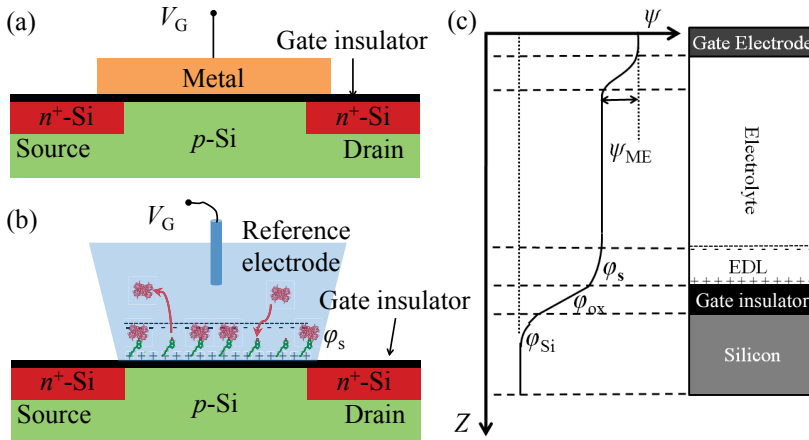 (a)
V_G
Gate insulator
Metal
n⁺-Si
n⁺-Si
p-Si
Source
Drain
(b)
V_G
Reference
electrode
Gate insulator
φ_s
++++++++++++
n⁺-Si
n⁺-Si
p-Si
Source
Drain
(c)
ψ
ψ_ME
φ_s
φ_ox
φ_Si
Z
Gate Electrode
Electrolyte
EDL
++++++++++++
Gate insulator
Silicon